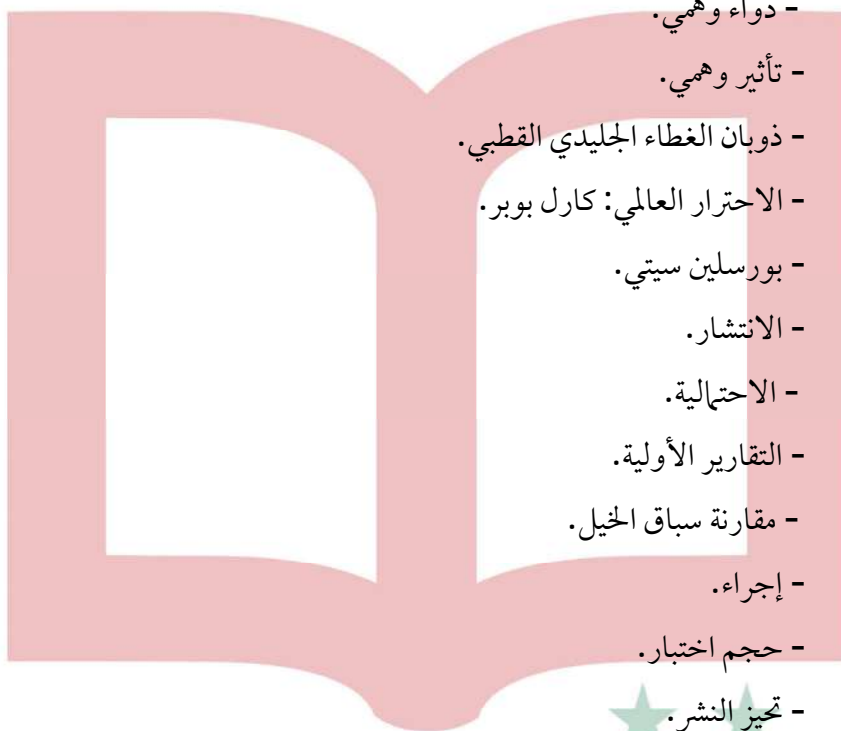 - دواء وهمي.
- تأثير وهمي.
- ذوبان الغطاء الجليدي القطبي.
- الاحترار العالمي: كارل بوبر.
- بورسلين سيتي.
- الانتشار.
- الاحتمالية.
- التقارير الأولية.
- مقارنة سباق الخيل.
- إجراء.
- حجم اختبار.
- تحيز النشر.